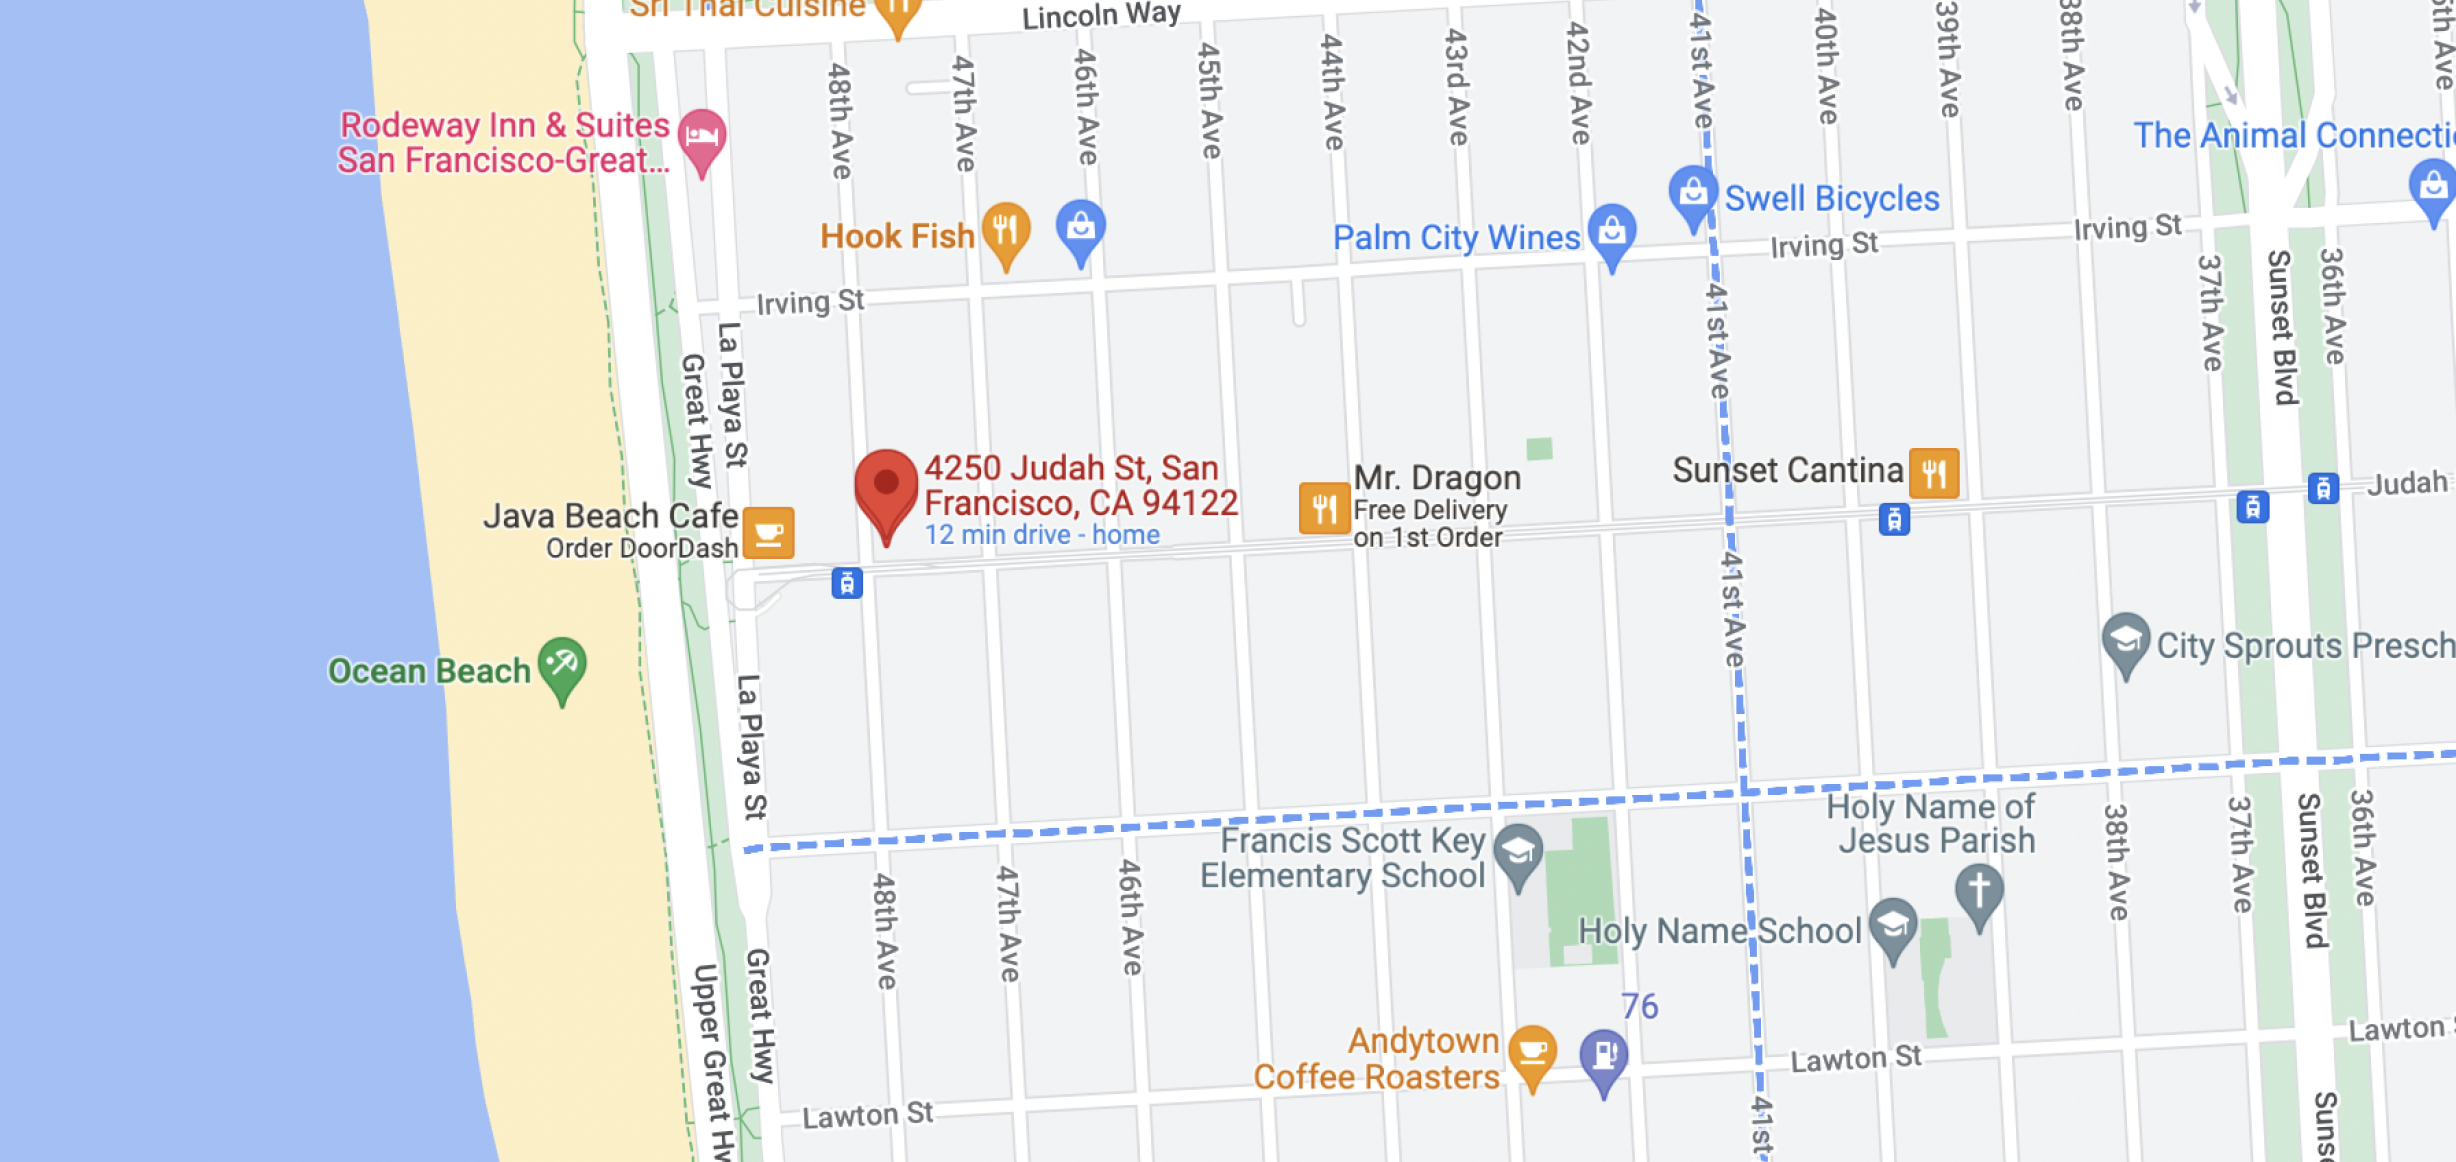 Sri Thai Cuisine
Lincoln Way
48th Ave
47th Ave
46th Ave
45th Ave
44th Ave
43rd Ave
42nd Ave
41st Ave
40th Ave
39th Ave
38th Ave
Rodeway Inn & Suites
San Francisco-Great...
The Animal Connecti
Hook Fish
Palm City Wines
Swell Bicycles
Irving St
Irving St
Irving St
La Playa St
Great Hwy
41st Ave
37th Ave
Sunset Blvd
36th Ave
4250 Judah St, San
Francisco, CA 94122
12 min drive - home
Java Beach Cafe
Order DoorDash
Mr. Dragon
Free Delivery
on 1st Order
Sunset Cantina
Judah
Ocean Beach
La Playa St
41st Ave
City Sprouts Presch
Francis Scott Key
Elementary School
Holy Name of
Jesus Parish
Holy Name School
48th Ave
47th Ave
46th Ave
38th Ave
37th Ave
Sunset Blvd
36th Ave
Upper Great Hw
Great Hwy
76
Andytown
Coffee Roasters
Lawton St
Lawton St
Lawton
41st
Suns